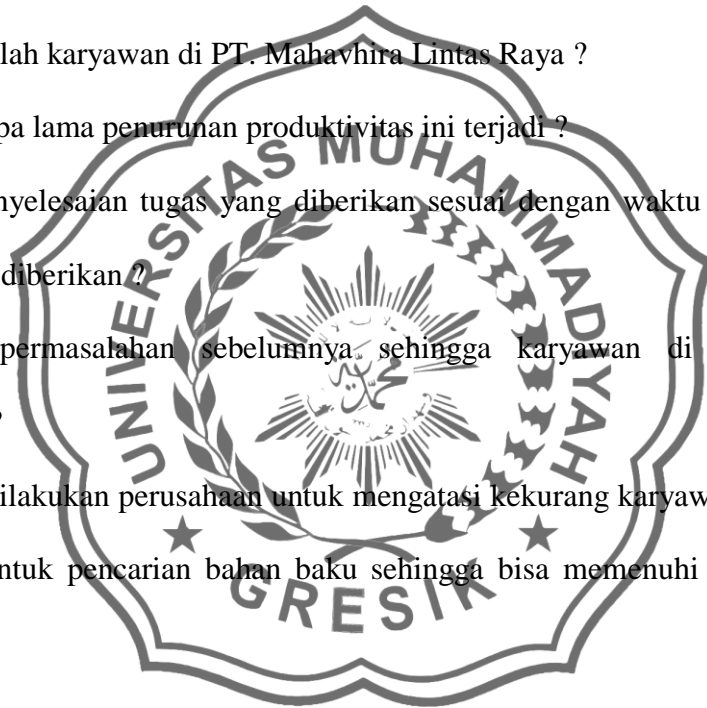 lah karyawan di PT. Mahavhira Lintas Raya ?
pa lama penurunan produktivitas ini terjadi ?
nyelesaian tugas yang diberikan sesuai dengan waktu
diberikan ?
permasalahan sebelumnya sehingga karyawan di
?
ilakukan perusahaan untuk mengatasi kekurang karyaw
ntuk pencarian bahan baku sehingga bisa memenuhi
UNIVERSITAS MUHAMMADIYAH
GRESIK